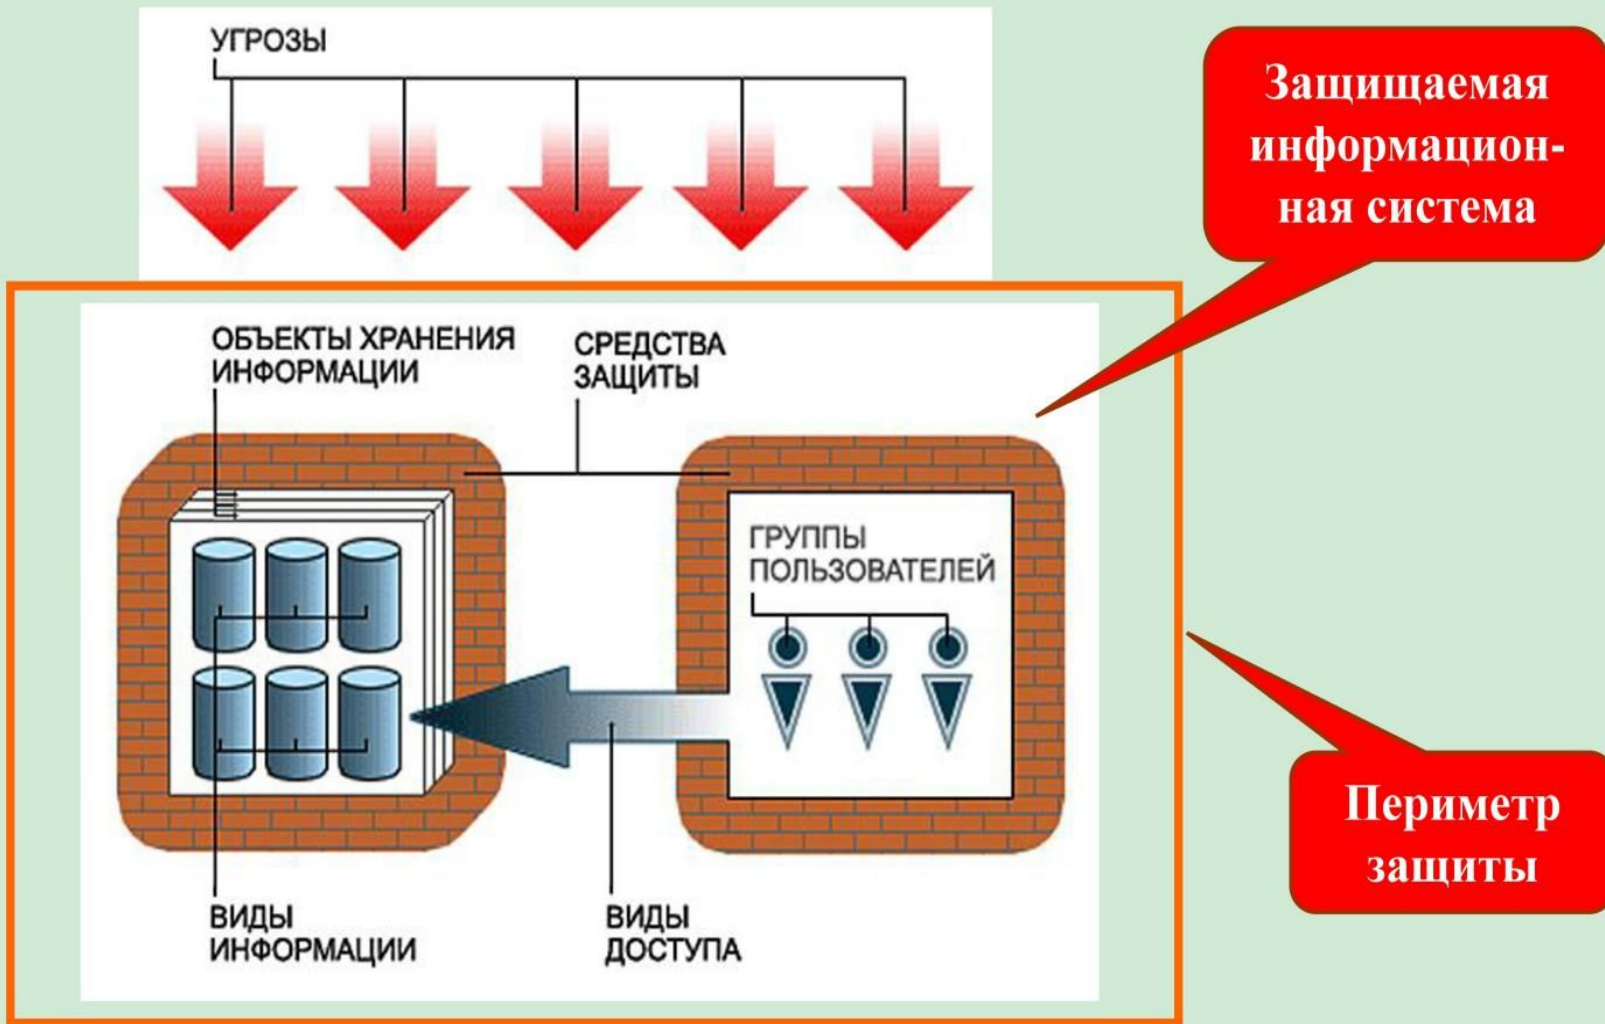 УГРОЗЫ
Защищаемая
информацион-
ная система
ОБЪЕКТЫ ХРАНЕНИЯ
ИНФОРМАЦИИ
СРЕДСТВА
ЗАЩИТЫ
ГРУППЫ
ПОЛЬЗОВАТЕЛЕЙ
Периметр
защиты
ВИДЫ
ИНФОРМАЦИИ
ВИДЫ
ДОСТУПА